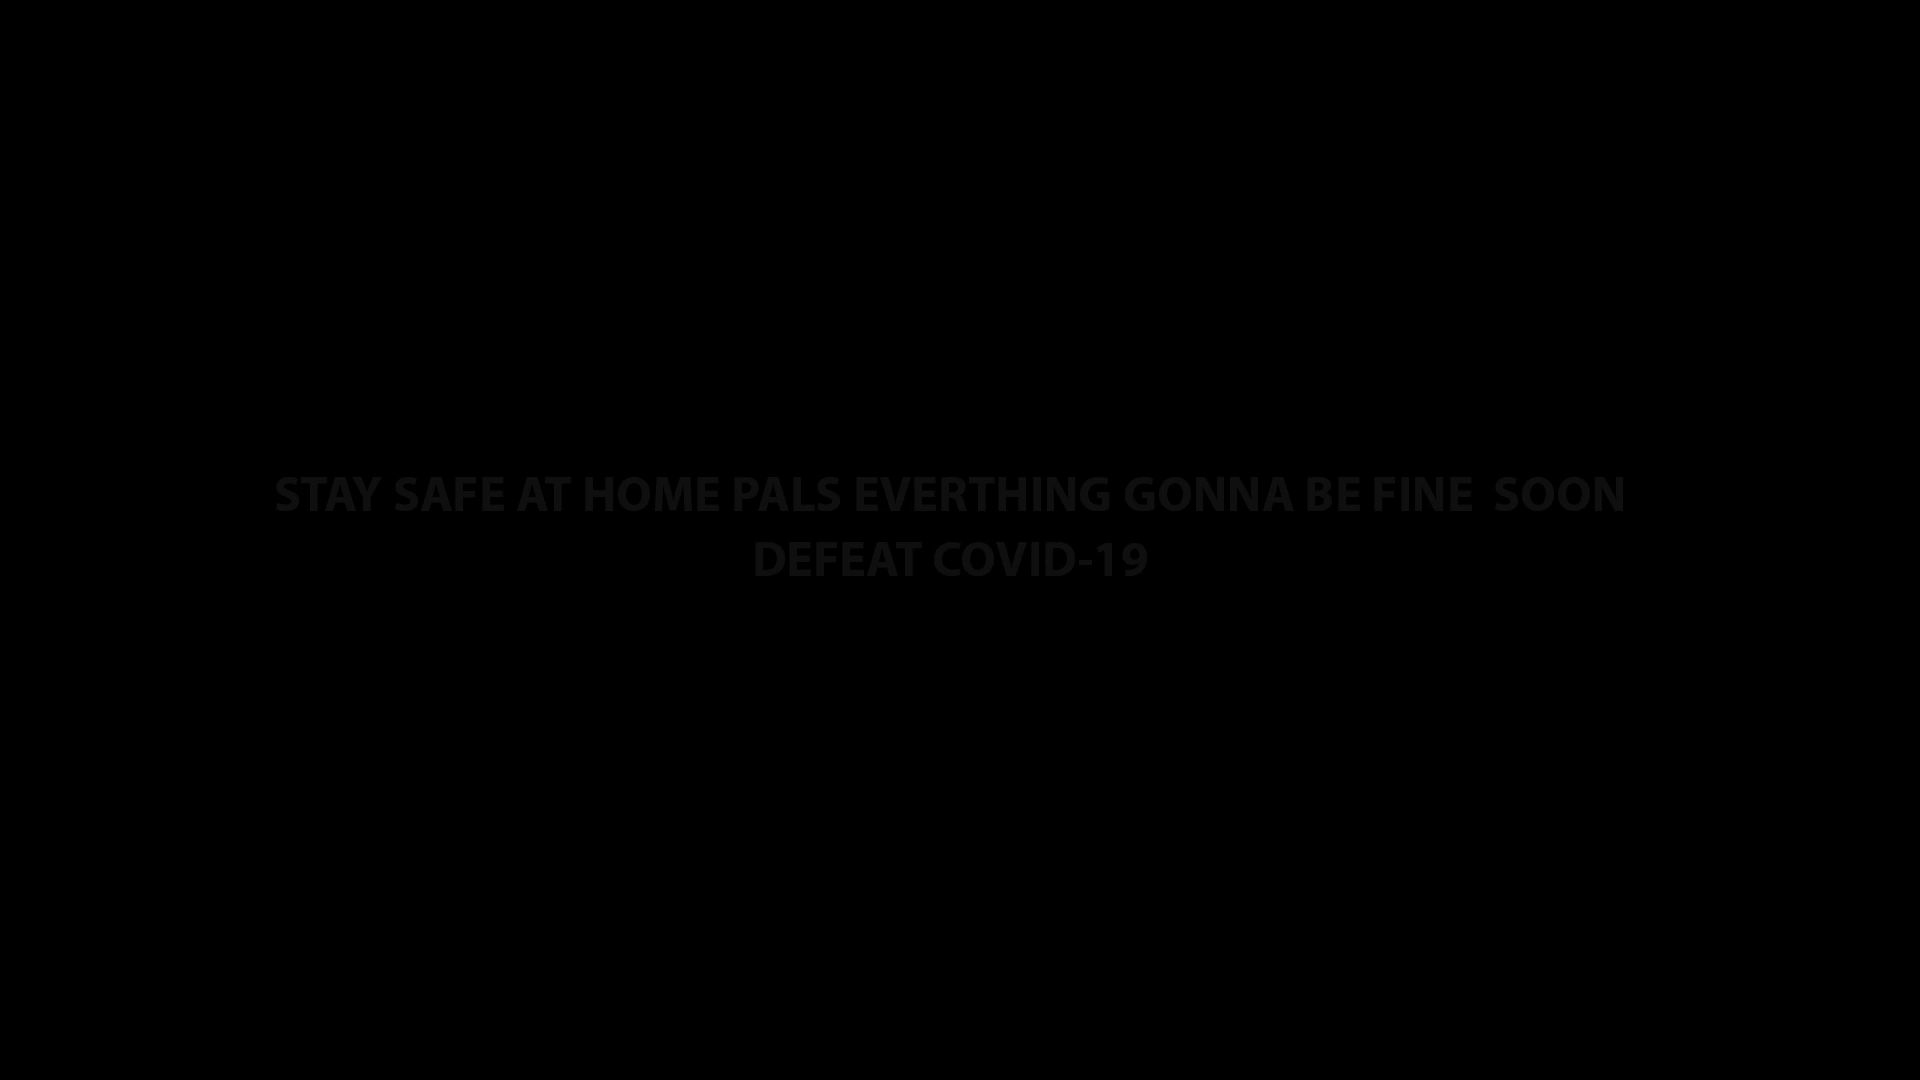 STAY SAFE AT HOME PALS EVERTHING GONNA BE FINE  SOON
DEFEAT COVID-19